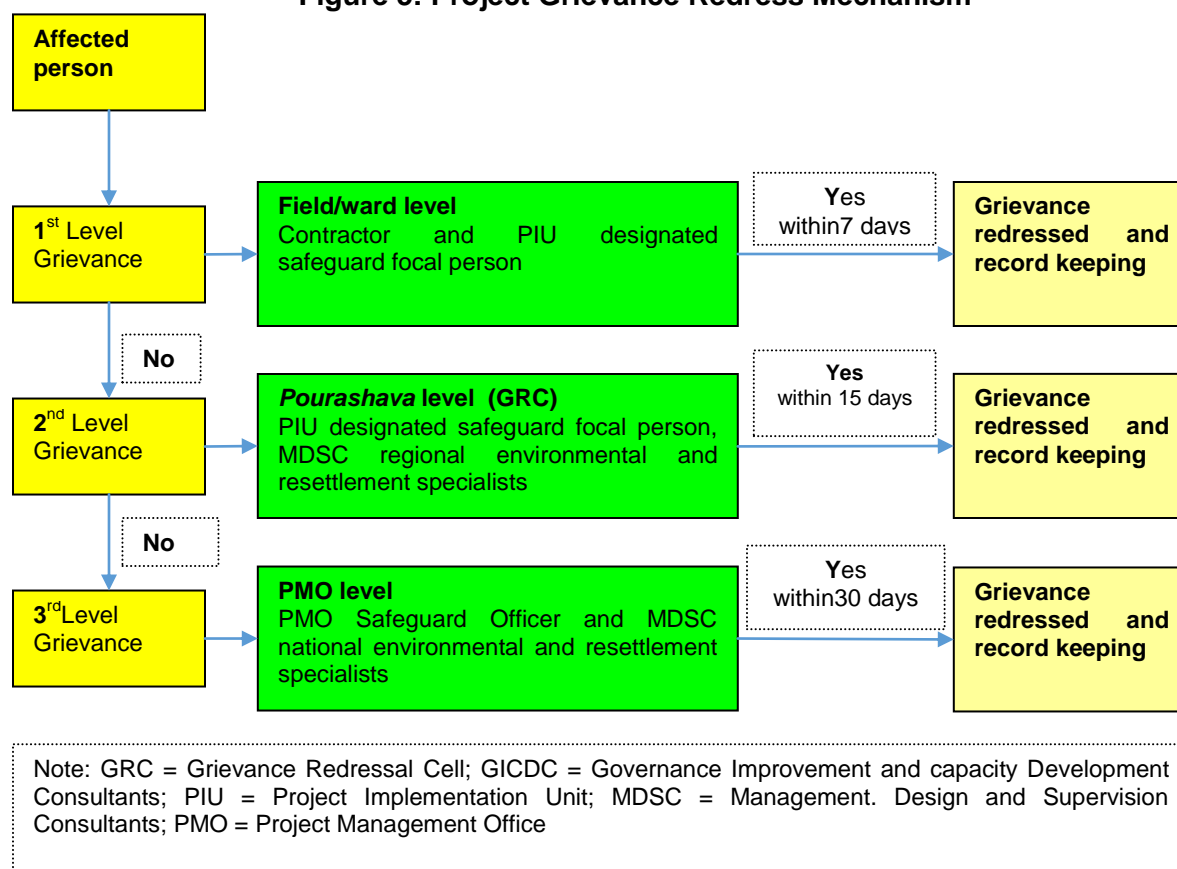 Figure Project Grievance Redress Mechanism
Affected
person
1st Level
Grievance
Field/ward level
Contractor and PIU designated
safeguard focal person
Yes
within7 days
Grievance
redressed and
record keeping
No
2nd Level
Grievance
Pourashava level (GRC)
PIU designated safeguard focal person,
MDSC regional environmental and
resettlement specialists
Yes
within 15 days
Grievance
redressed and
record keeping
No
3rdLevel
Grievance
PMO level
PMO Safeguard Officer and MDSC
national environmental and resettlement
specialists
Yes
within30 days
Grievance
redressed and
record keeping
Note: GRC = Grievance Redressal Cell; GICDC = Governance Improvement and capacity Development
Consultants; PIU = Project Implementation Unit; MDSC = Management. Design and Supervision
Consultants; PMO = Project Management Office